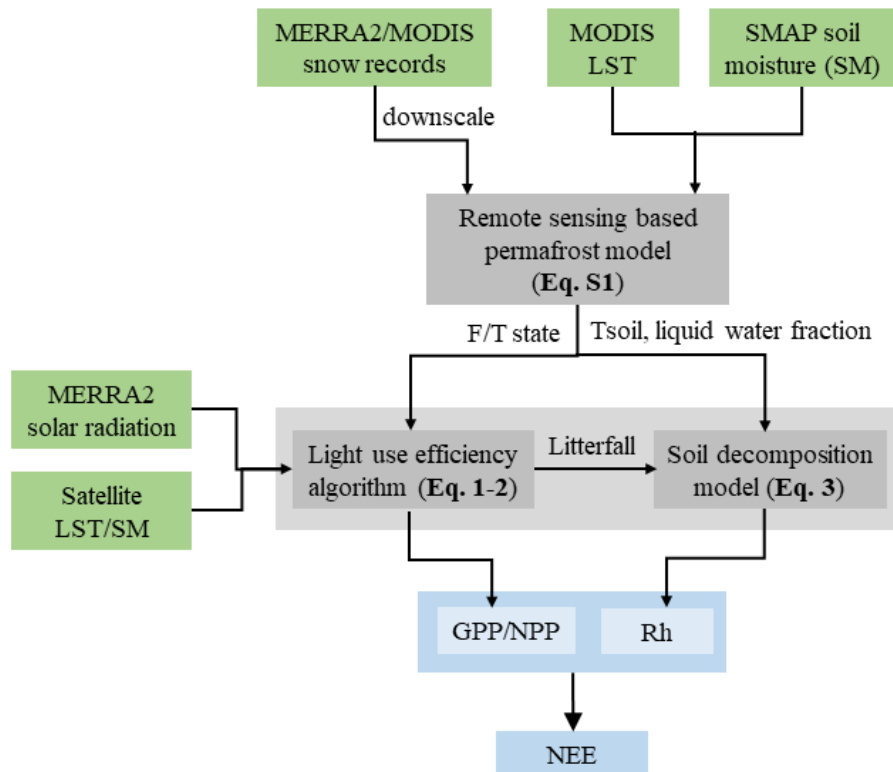 MERRA2/MODIS
snow records
MODIS
LST
SMAP soil
moisture (SM)
downscale
Remote sensing based
permafrost model
(Eq. S1)
F/T state
Tsoil, liquid water fraction
MERRA2
solar radiation
Satellite
LST/SM
Light use efficiency
algorithm (Eq. 1-2)
Litterfall
Soil decomposition
model (Eq. 3)
GPP/NPP
Rh
NEE